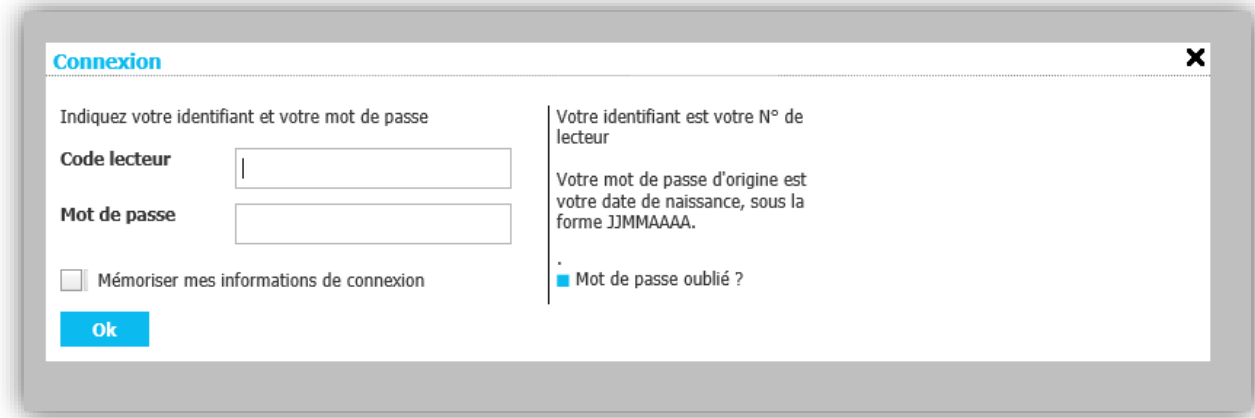 Connexion
Indiquez votre identifiant et votre mot de passe
Code lecteur
Mot de passe
Mémoriser mes informations de connexion
Ok
Votre identifiant est votre N° de
lecteur
Votre mot de passe d'origine est
votre date de naissance, sous la
forme JJMMAAAA.
.
Mot de passe oublié ?